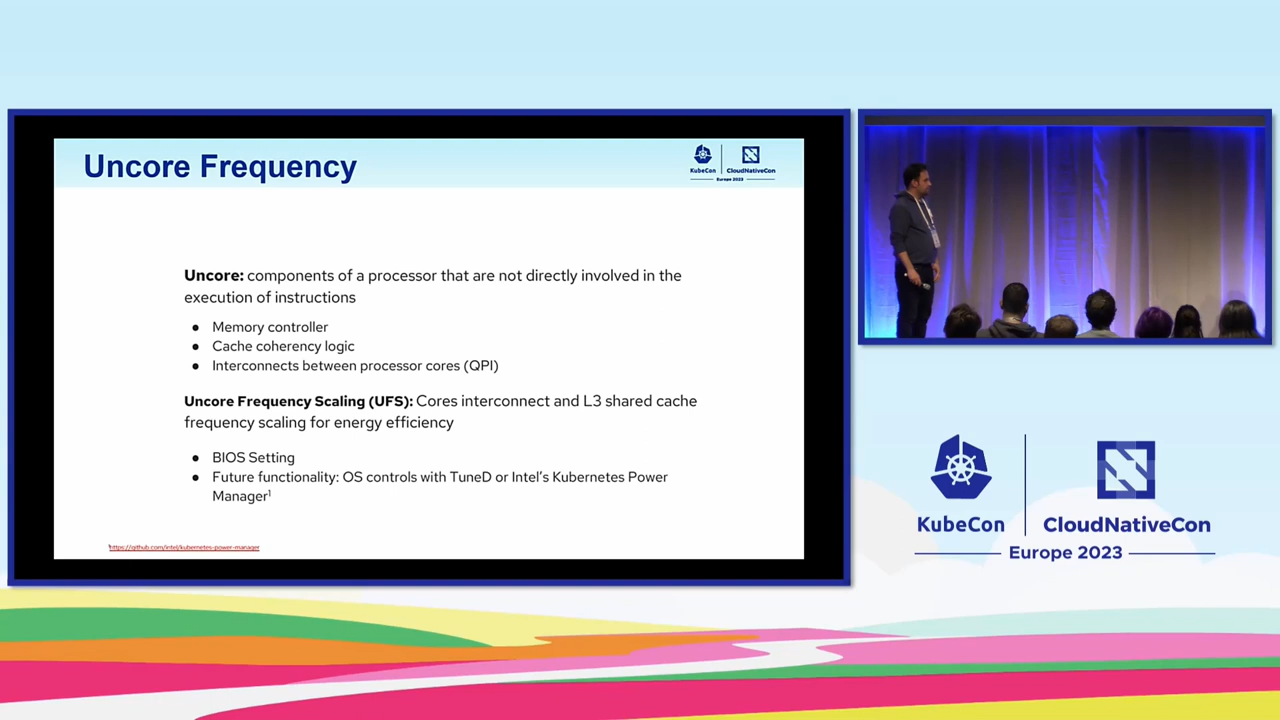 Uncore Frequency
KubeCon
CloudNativeCon
Europe 2023
Uncore: components of a processor that are not directly involved in the
execution of instructions
● Memory controller
● Cache coherency logic
● Interconnects between processor cores (QPI)
Uncore Frequency Scaling (UFS): Cores interconnect and L3 shared cache
frequency scaling for energy efficiency
● BIOS Setting
● Future functionality: OS controls with TuneD or Intel's Kubernetes Power
Manager¹
¹https://github.com/intel/kubernetes-power-manager
KubeCon
CloudNativeCon
Europe 2023